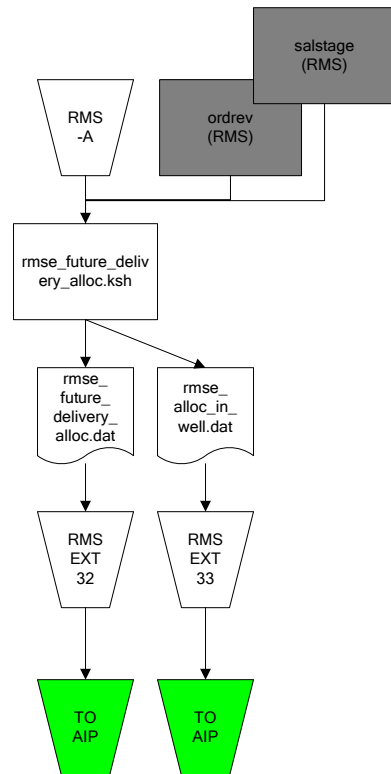 salstage
(RMS)
RMS
-A
ordrev
(RMS)
rmse_future_deliv
ery_alloc.ksh
rmse_
future_
delivery_
alloc.dat
rmse_
alloc_in_
well.dat
RMS
EXT
32
RMS
EXT
33
TO
AIP
TO
AIP